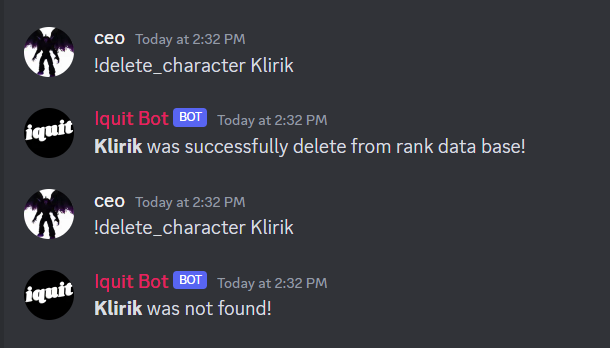 ceo Today at 2:32 PM
!delete_character Klirik
iquit
Iquit Bot BOT Today at 2:32 PM
Klirik was successfully delete from rank data base!
ceo Today at 2:32 PM
!delete_character Klirik
iquit
Iquit Bot BOT Today at 2:32 PM
Klirik was not found!